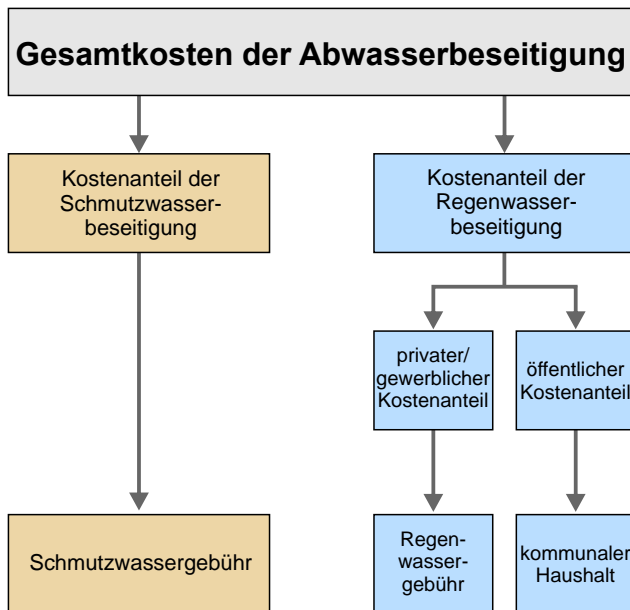 Gesamtkosten der Abwasserbeseitigung
Kostenanteil der
Schmutzwasser-
beseitigung
Kostenanteil der
Regenwasser-
beseitigung
privater/
gewerblicher
Kostenanteil
öffentlicher
Kostenanteil
Schmutzwassergebühr
Regen-
wasser-
gebühr
kommunaler
Haushalt